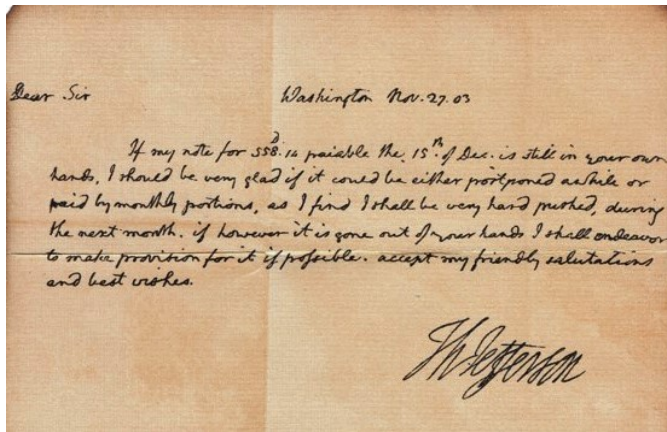 Dear Sir Washington Nov. 27. 03
If my note for 558.D 14 paiable the 15th of Dec. is still in your own
hands, I should be very glad if it could be either postponed awhile or
paid by monthly portions, as I find I shall be very hard pushed, during
the next month. if however it is gone out of your hands I shall endeavor
to make provision for it if possible. accept my friendly salutations
and best wishes.
Th Jefferson